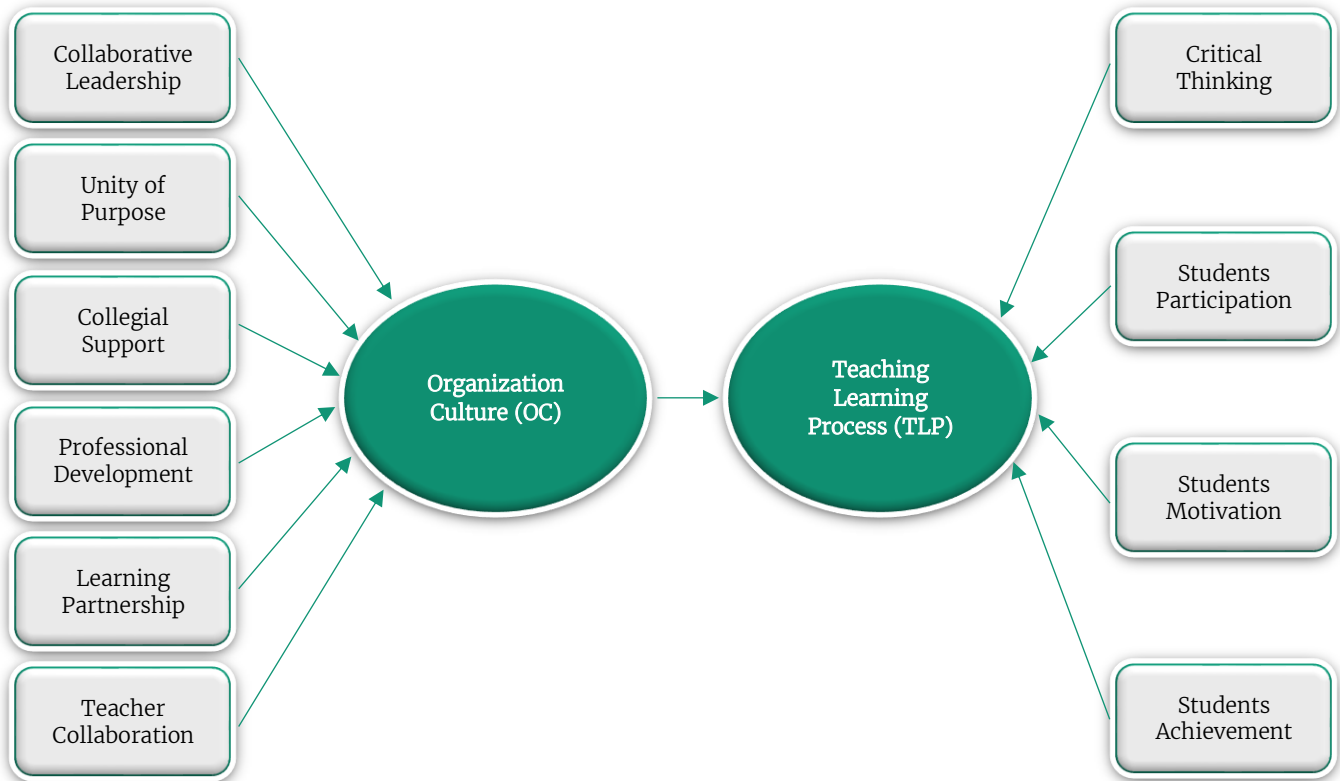 Collaborative
Leadership
Unity of
Purpose
Collegial
Support
Professional
Development
Learning
Partnership
Teacher
Collaboration
Organization
Culture (OC)
Teaching
Learning
Process (TLP)
Critical
Thinking
Students
Participation
Students
Motivation
Students
Achievement